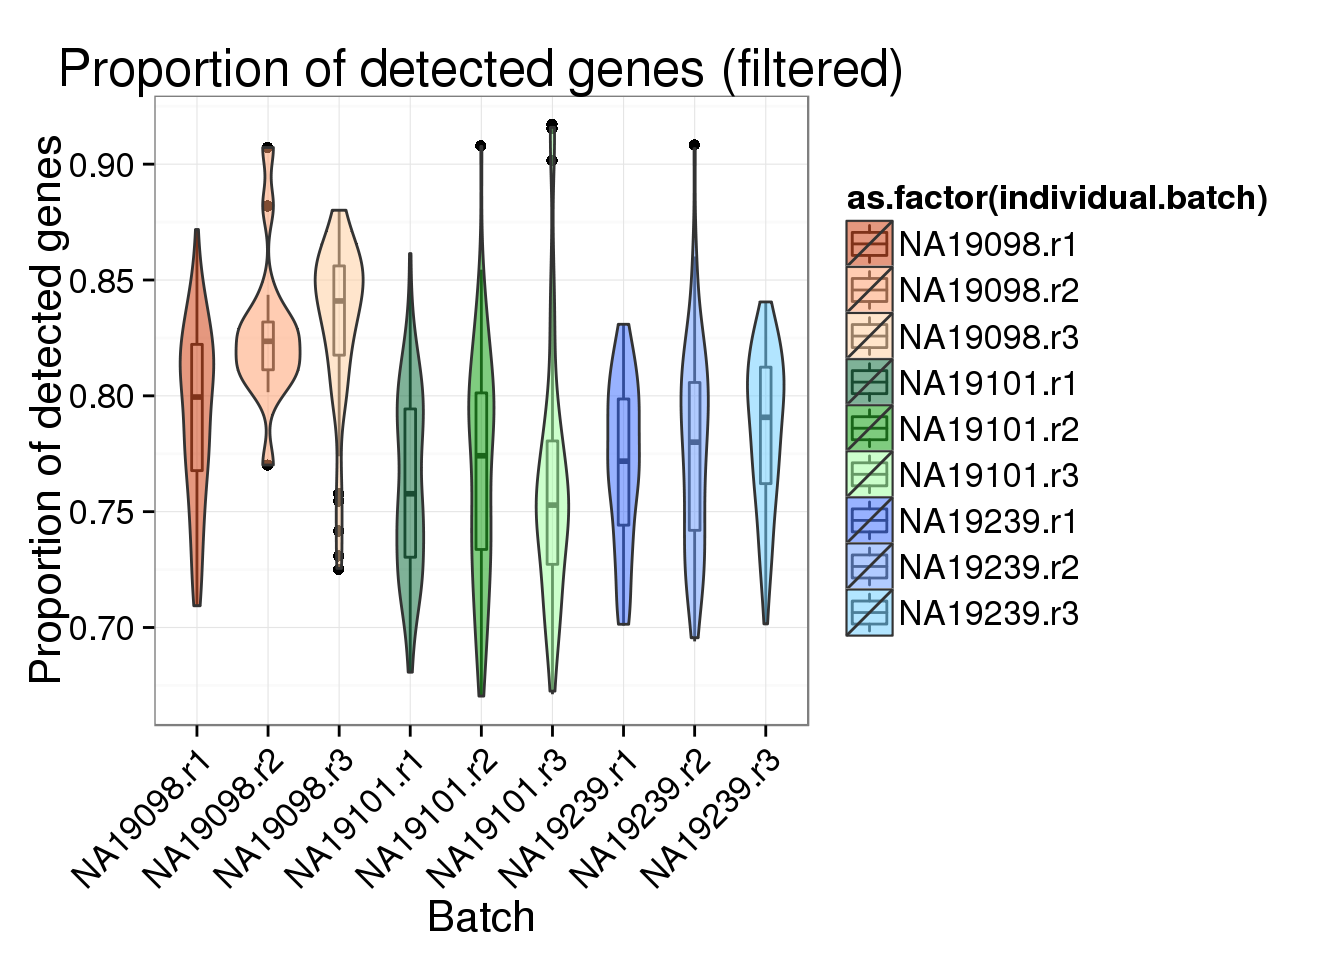 Proportion of detected genes (filtered)
Proportion of detected genes
0.90
0.85
0.80
0.75
0.70
NA19098.r1
NA19098.r2
NA19098.r3
NA19101.r1
NA19101.r2
NA19101.r3
NA19239.r1
NA19239.r2
NA19239.r3
Batch
as.factor(individual.batch)
NA19098.r1
NA19098.r2
NA19098.r3
NA19101.r1
NA19101.r2
NA19101.r3
NA19239.r1
NA19239.r2
NA19239.r3